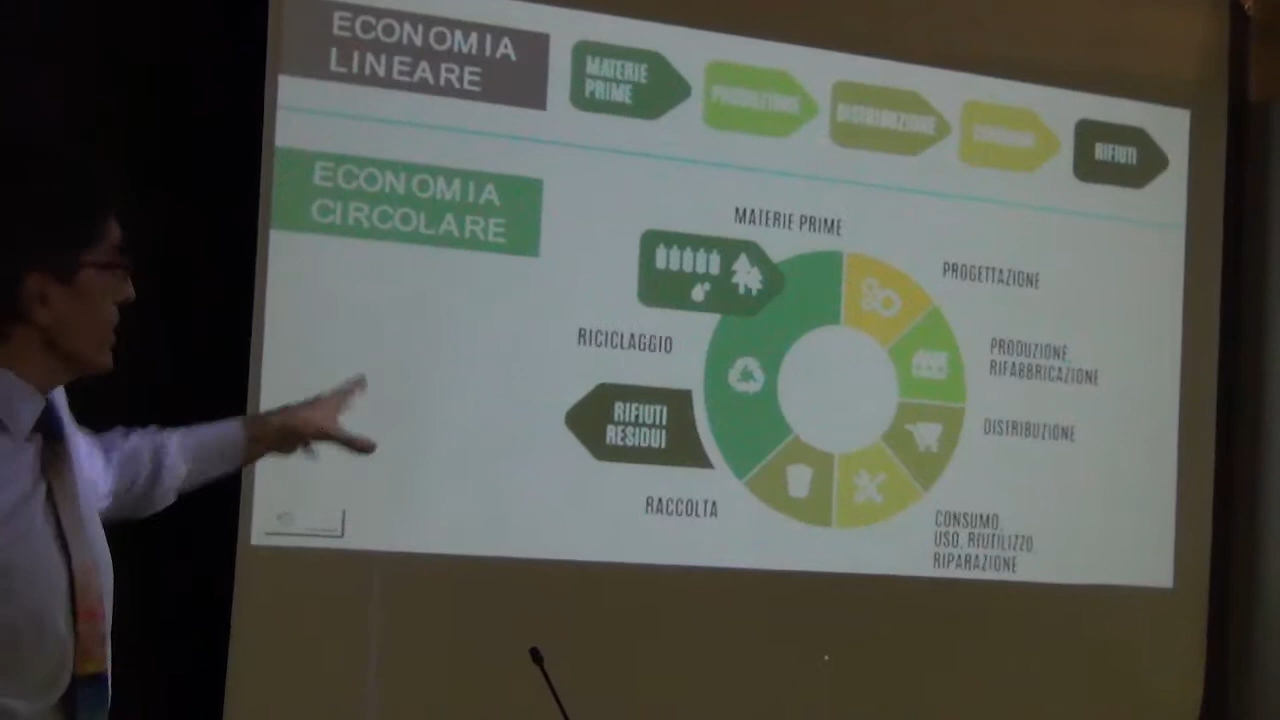 ECONOMIA
LINEARE
MATERIE
PRIME
PRODUZIONE
DISTRIBUZIONE
RIFIUTI
ECONOMIA
CIRCOLARE
MATERIE PRIME
PROGETTAZIONE
PRODUZIONE,
RIFABBRICAZIONE
DISTRIBUZIONE
CONSUMO,
USO, RIUTILIZZO,
RIPARAZIONE
RACCOLTA
RIFIUTI
RESIDUI
RICICLAGGIO